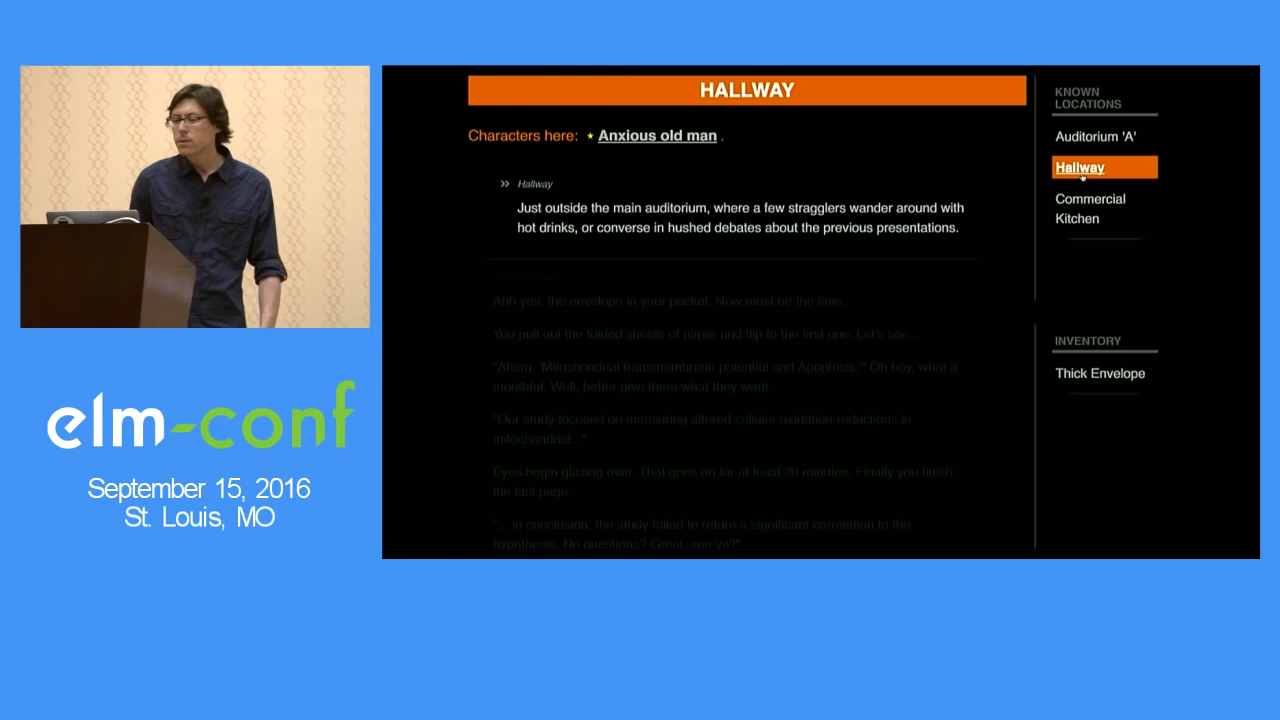 HALLWAY
Characters here: ★ Anxious old man .
» Hallway
Just outside the main auditorium, where a few stragglers wander around with
hot drinks, or converse in hushed debates about the previous presentations.
Ahh yes, the envelope in your pocket. Now must be the time.
You pull out the folded sheets of paper and flip to the first one. Let's see...
"Ahem, 'Mitochondrial transmembrane potential and Apoptosis.'" Oh boy, what a
mouthful. Well, better give them what they want.
"Our study focused on measuring altered cellular oxidation-reductions in
mitochondrial..."
Eyes begin glazing over. That goes on for at least 20 minutes. Finally you finish
the last page.
"... in conclusion, the study failed to return a significant correlation to the
hypothesis. No questions? Great, see ya'!"
KNOWN
LOCATIONS
Auditorium 'A'
Hallway
Commercial
Kitchen
INVENTORY
Thick Envelope
elm-conf
September 15, 2016
St. Louis, MO